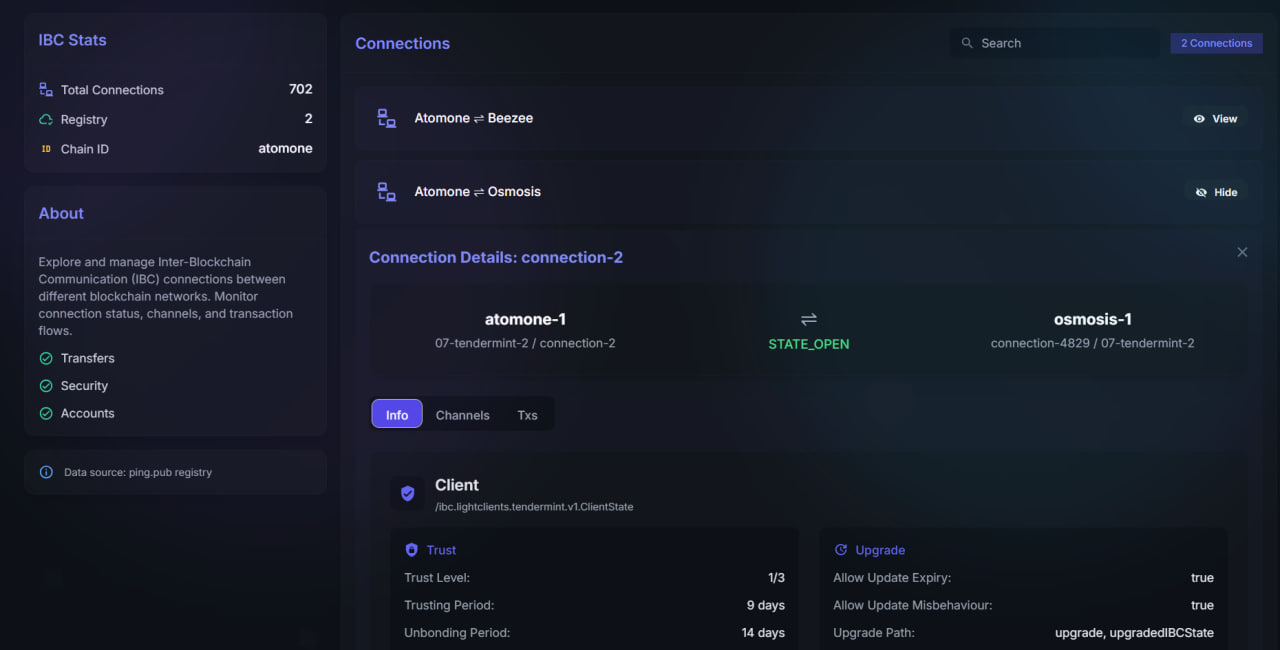 IBC Stats
Total Connections 702
Registry 2
ID Chain ID atomone
About
Explore and manage Inter-Blockchain
Communication (IBC) connections between
different blockchain networks. Monitor
connection status, channels, and transaction
flows.
Transfers
Security
Accounts
Data source: ping.pub registry
Connections
Search
2 Connections
Atomone ⇌ Beezee
View
Atomone ⇌ Osmosis
Hide
Connection Details: connection-2
atomone-1
07-tendermint-2 / connection-2
⇌
STATE_OPEN
osmosis-1
connection-4829 / 07-tendermint-2
Info Channels Txs
Client
/ibc.lightclients.tendermint.v1.ClientState
Trust
Trust Level: 1/3
Trusting Period: 9 days
Unbonding Period: 14 days
Upgrade
Allow Update Expiry: true
Allow Update Misbehaviour: true
Upgrade Path: upgrade, upgradedIBCState